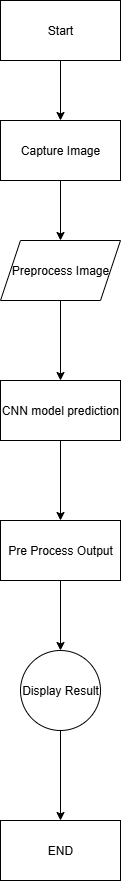 Start
Capture Image
Preprocess Image
CNN model prediction
Pre Process Output
Display Result
END